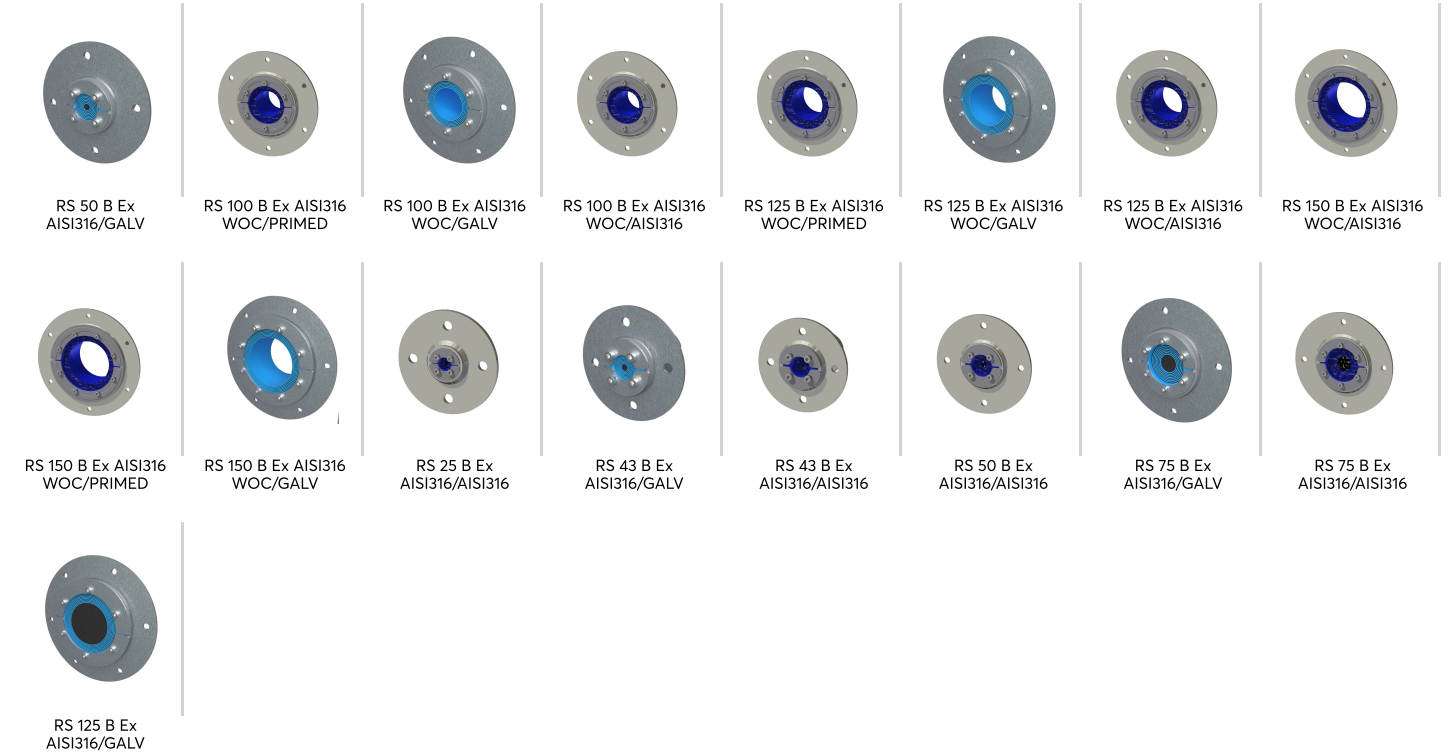 RS 50 B Ex
AISI316/GALV
RS 100 B Ex AISI316
WOC/PRIMED
RS 100 B Ex AISI316
WOC/GALV
RS 100 B Ex AISI316
WOC/AISI316
RS 125 B Ex AISI316
WOC/PRIMED
RS 125 B Ex AISI316
WOC/GALV
RS 125 B Ex AISI316
WOC/AISI316
RS 150 B Ex AISI316
WOC/AISI316
RS 150 B Ex AISI316
WOC/PRIMED
RS 150 B Ex AISI316
WOC/GALV
RS 25 B Ex
AISI316/AISI316
RS 43 B Ex
AISI316/GALV
RS 43 B Ex
AISI316/AISI316
RS 50 B Ex
AISI316/AISI316
RS 75 B Ex
AISI316/GALV
RS 75 B Ex
AISI316/AISI316
RS 125 B Ex
AISI316/GALV